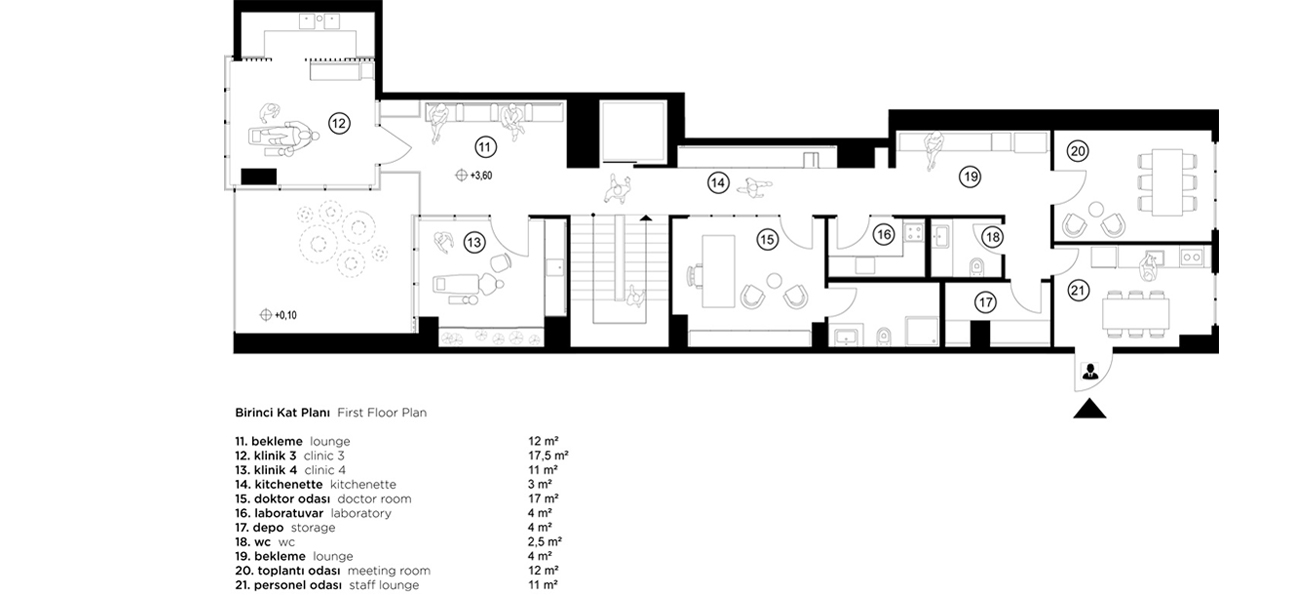 12
11
+3,60
14
19
20
13
15
16
18
21
17
+0,10
Birinci Kat Planı First Floor Plan
11. bekleme lounge 12 m²
12. klinik 3 clinic 3 17,5 m²
13. klinik 4 clinic 4 11 m²
14. kitchenette kitchenette 3 m²
15. doktor odası doctor room 17 m²
16. laboratuvar laboratory 4 m²
17. depo storage 4 m²
18. wc wc 2,5 m²
19. bekleme lounge 4 m²
20. toplantı odası meeting room 12 m²
21. personel odası staff lounge 11 m²